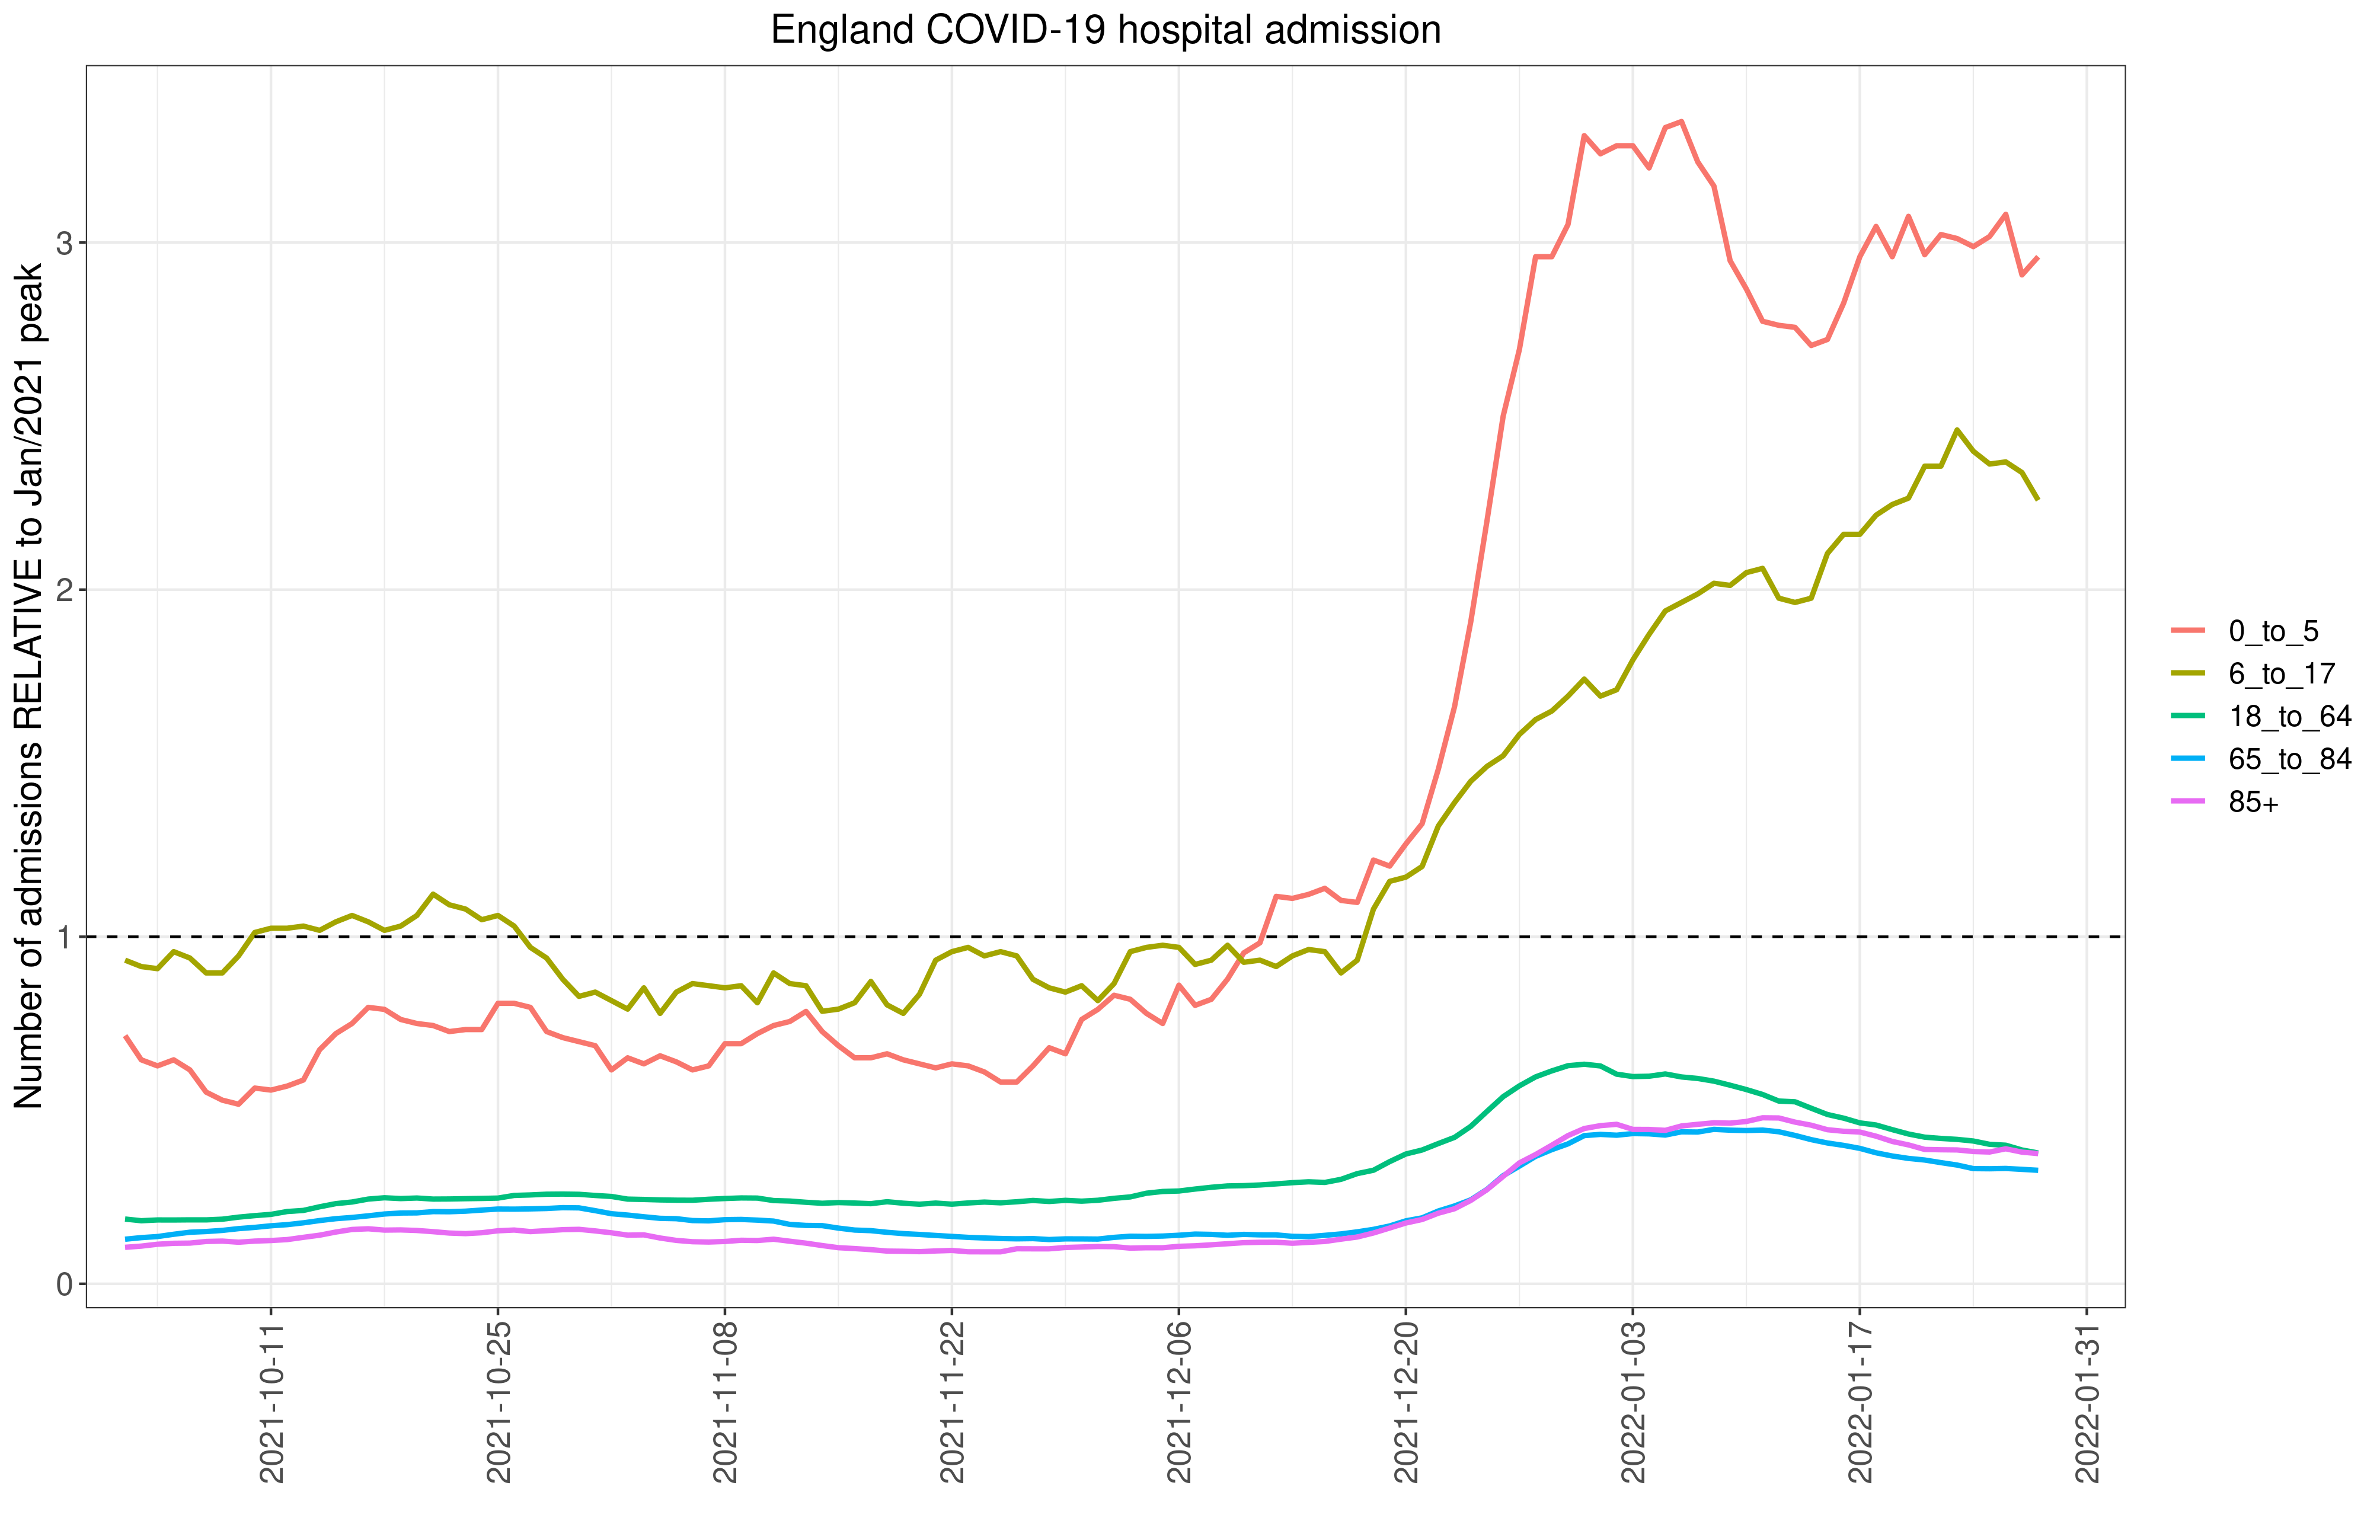 England COVID-19 hospital admission
Number of admissions RELATIVE to Jan/2021 peak
3
2
1
0
2021-10-11
2021-10-25
2021-11-08
2021-11-22
2021-12-06
2021-12-20
2022-01-03
2022-01-17
2022-01-31
0_to_5
6_to_17
18_to_64
65_to_84
85+